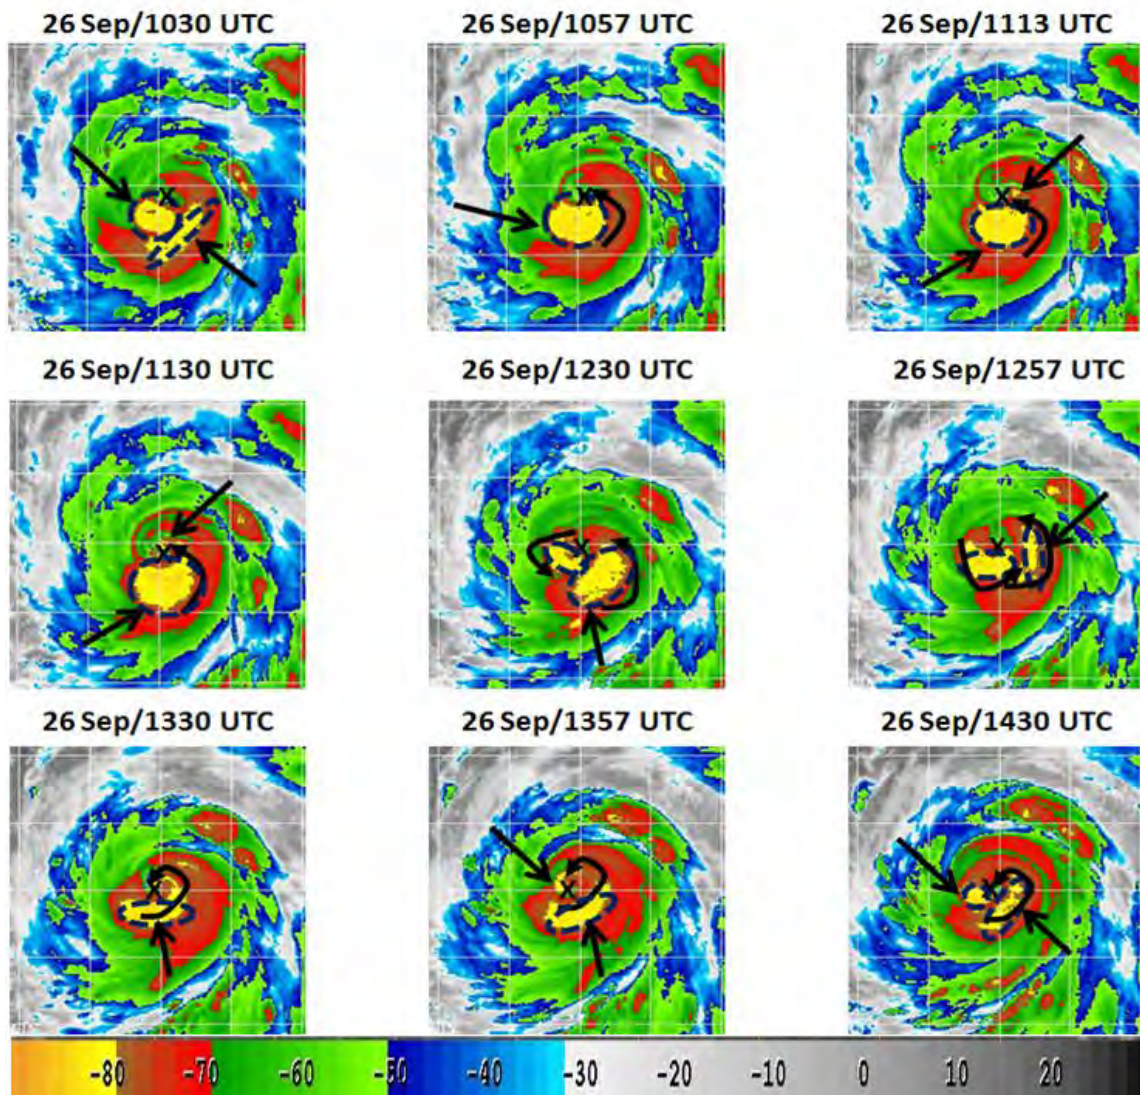 26 Sep/1030 UTC 26 Sep/1057 UTC 26 Sep/1113 UTC
X X X
26 Sep/1130 UTC 26 Sep/1230 UTC 26 Sep/1257 UTC
X X X
26 Sep/1330 UTC 26 Sep/1357 UTC 26 Sep/1430 UTC
X X X
-80 -70 -60 -50 -40 -30 -20 -10 0 10 20